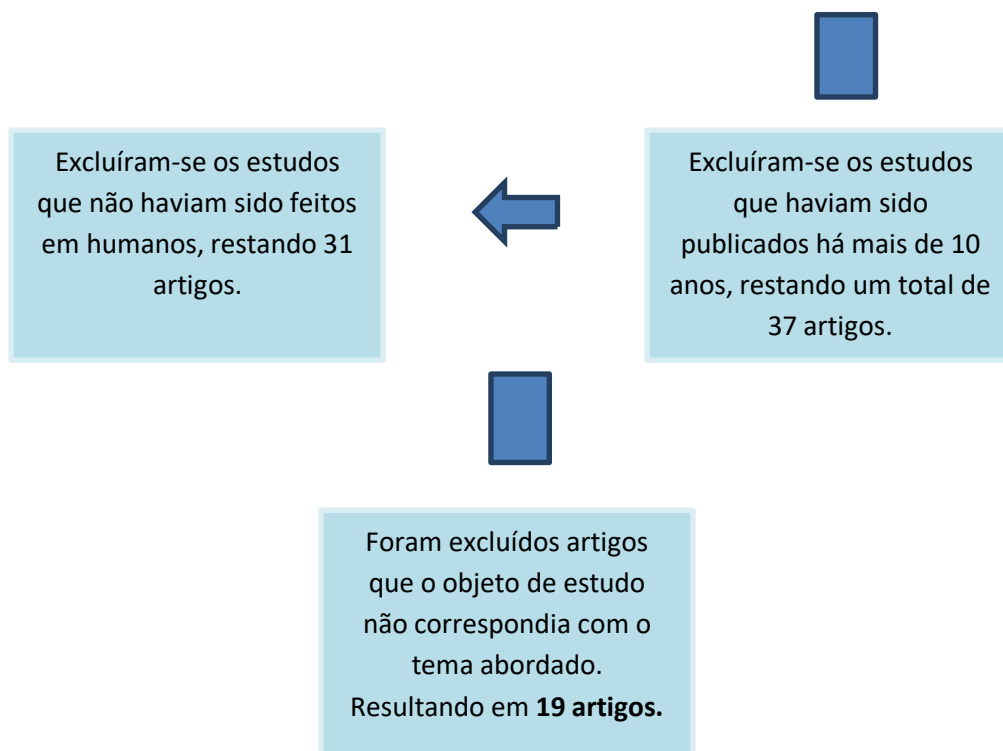 Excluíram-se os estudos
que não haviam sido feitos
em humanos, restando 31
artigos.
Excluíram-se os estudos
que haviam sido
publicados há mais de 10
anos, restando um total de
37 artigos.
Foram excluídos artigos
que o objeto de estudo
não correspondia com o
tema abordado.
Resultando em 19 artigos.